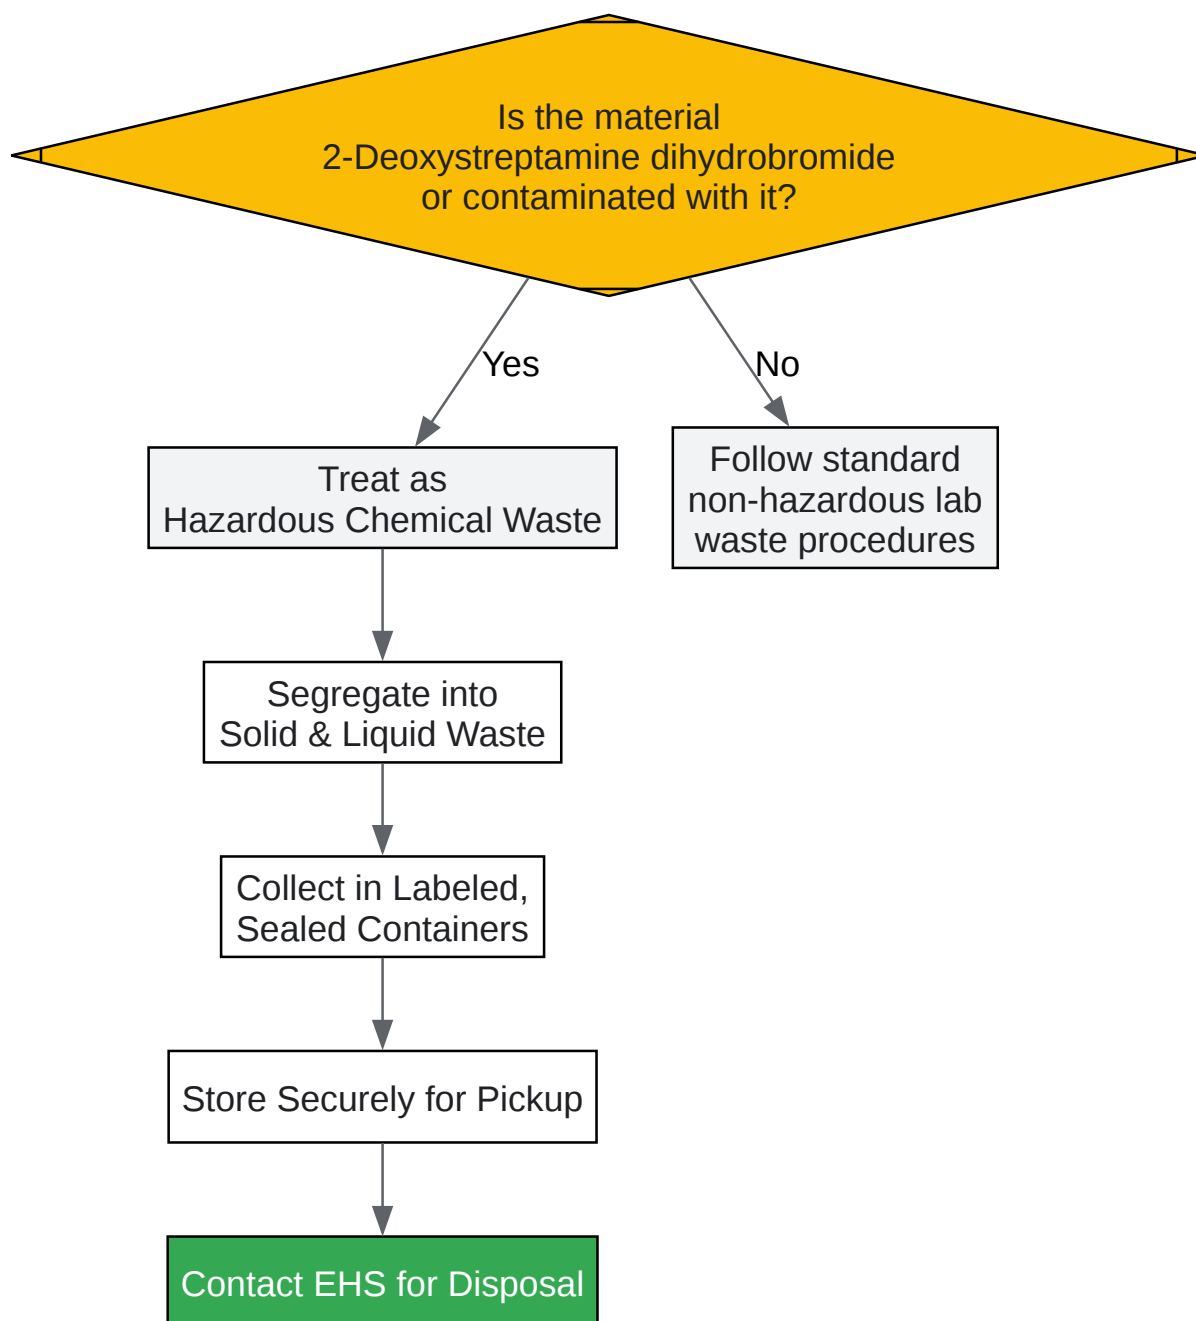 Is the material
2-Deoxystreptamine dihydrobromide
or contaminated with it?
Yes
No
Treat as
Hazardous Chemical Waste
Follow standard
non-hazardous lab
waste procedures
Segregate into
Solid & Liquid Waste
Collect in Labeled,
Sealed Containers
Store Securely for Pickup
Contact EHS for Disposal